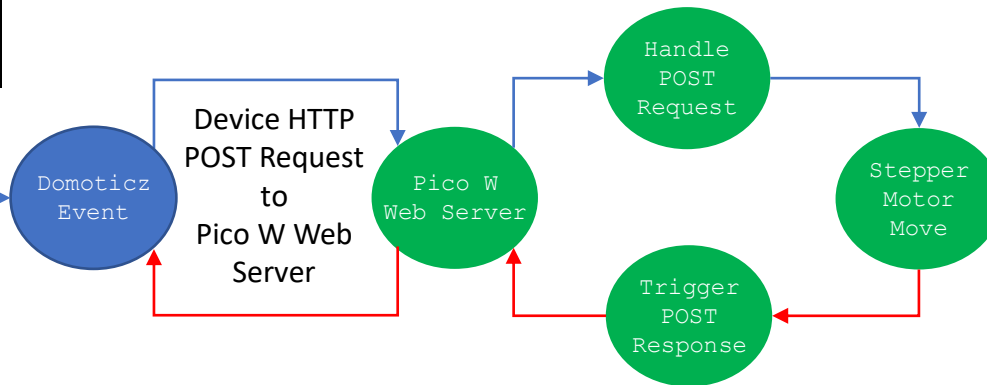 Domoticz
Event
Device HTTP
POST Request
to
Pico W Web
Server
Pico W
Web Server
Handle
POST
Request
Stepper
Motor
Move
Trigger
POST
Response